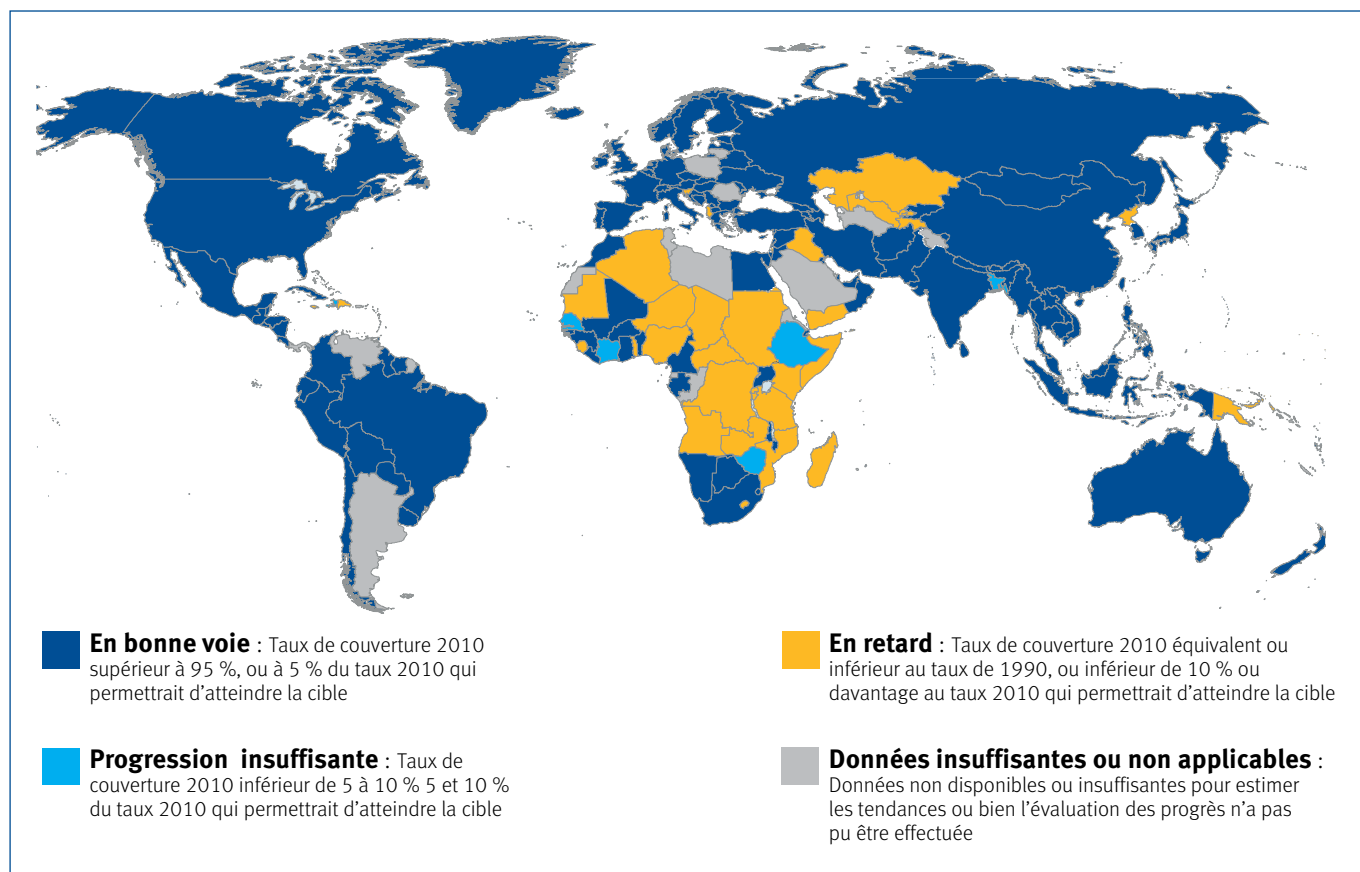 En bonne voie : Taux de couverture 2010
supérieur à 95 %, ou à 5 % du taux 2010 qui
permettrait d'atteindre la cible
Progression insuffisante : Taux de
couverture 2010 inférieur de 5 à 10 % 5 et 10 %
du taux 2010 qui permettrait d'atteindre la cible
En retard : Taux de couverture 2010 équivalent ou
inférieur au taux de 1990, ou inférieur de 10 % ou
davantage au taux 2010 qui permettrait d'atteindre la cible
Données insuffisantes ou non applicables :
Données non disponibles ou insuffisantes pour estimer
les tendances ou bien l'évaluation des progrès n'a pas
pu être effectuée